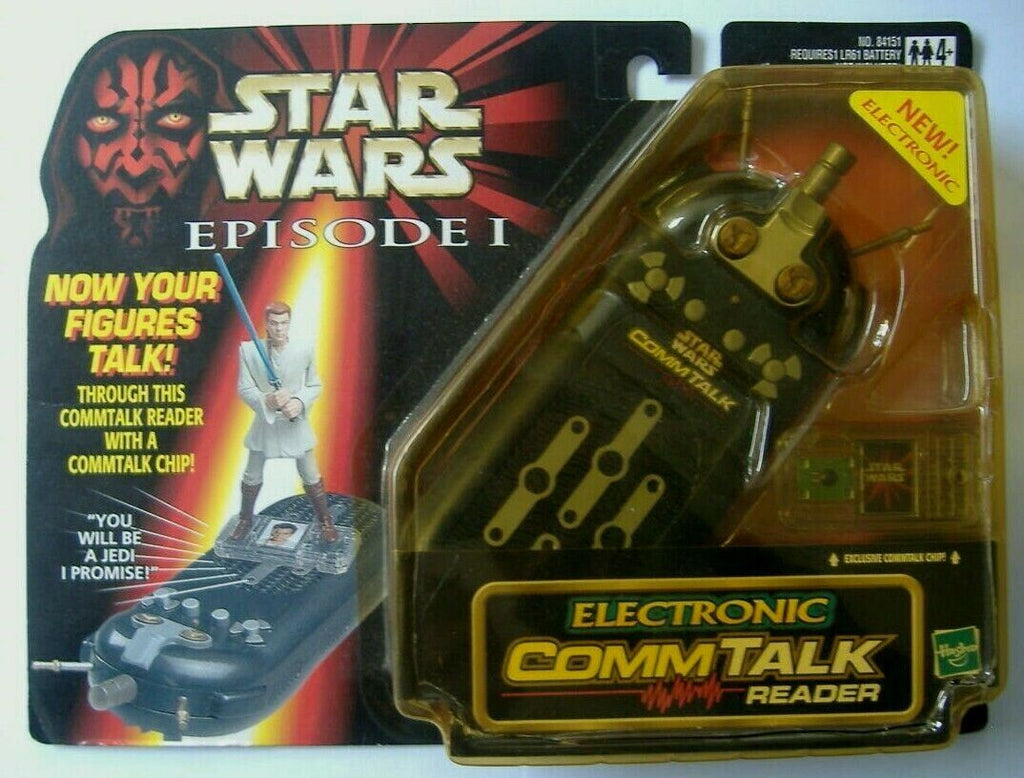 NO. 84151
REQUIRES 1 LR61 BATTERY
NOT INCLUDED
4+
STAR
WARS
EPISODE I
NEW!
ELECTRONIC
NOW YOUR
FIGURES
TALK!
THROUGH THIS
COMMTALK READER
WITH A
COMMTALK CHIP!
"YOU
WILL BE
A JEDI
I PROMISE!"
STAR
WARS
COMMTALK
STAR
WARS
EXCLUSIVE COMMTALK CHIP!
ELECTRONIC
COMMTALK
READER
Hasbro